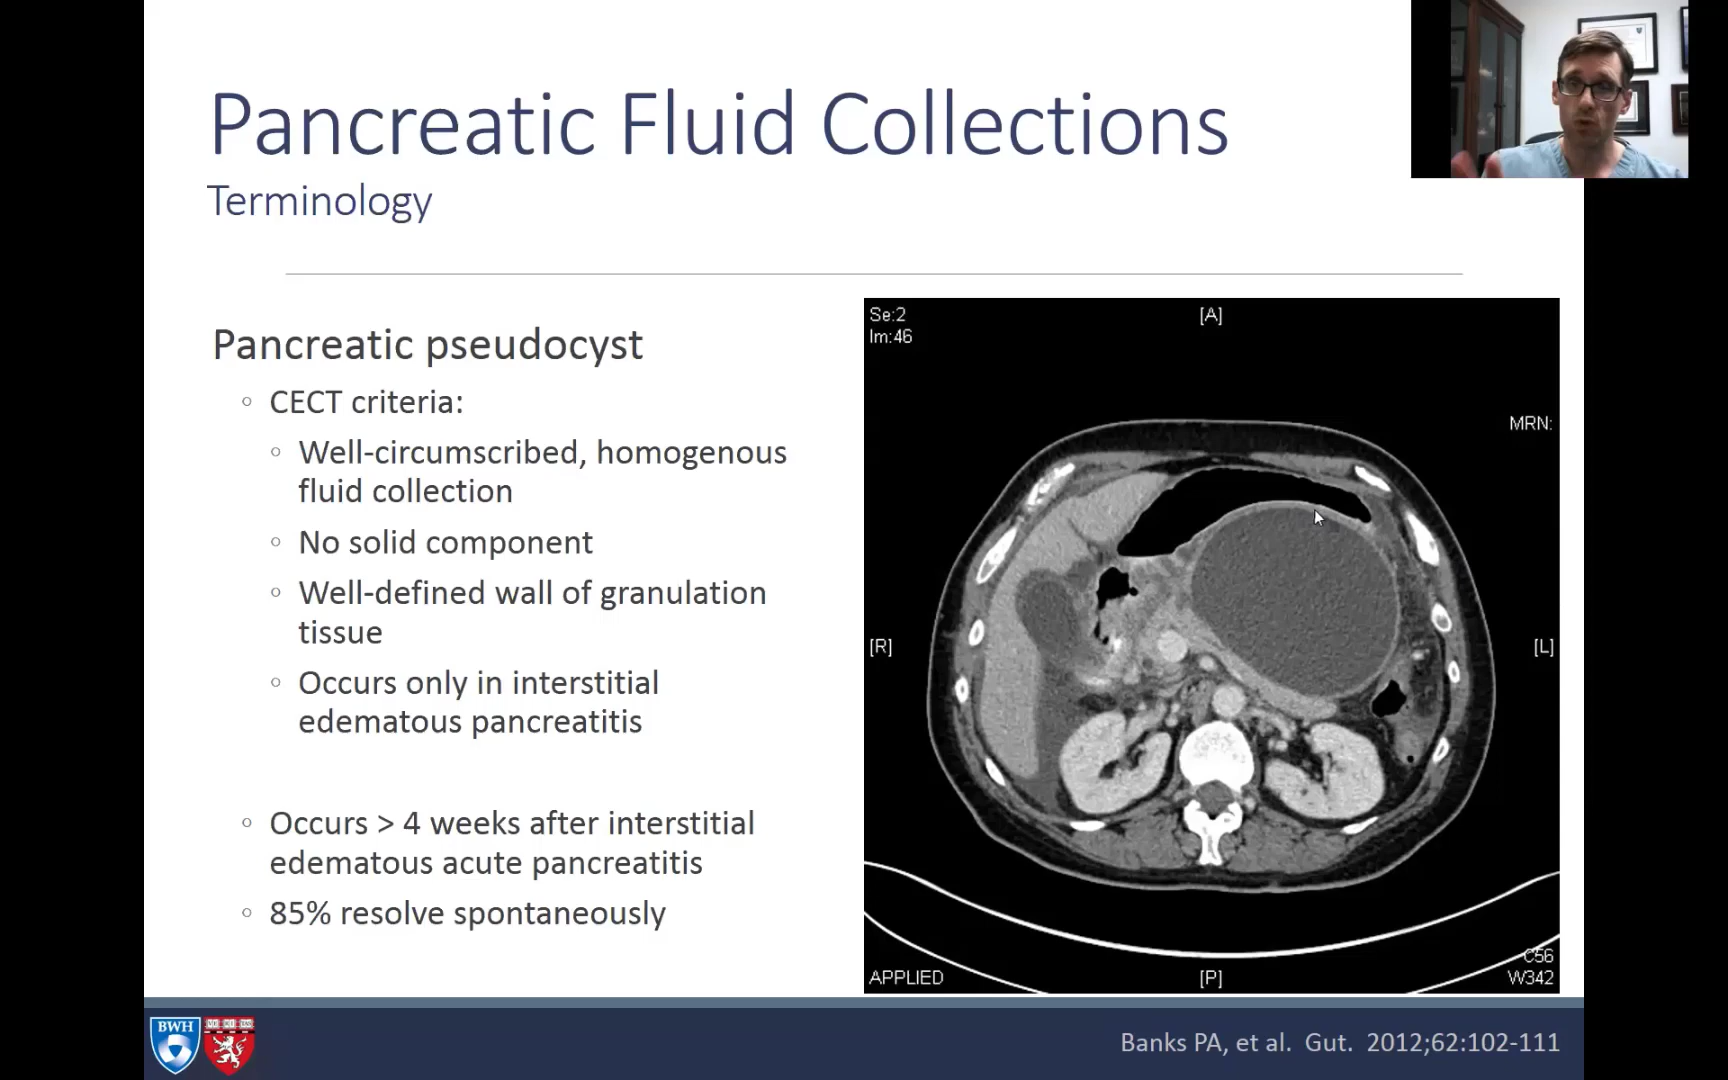 Pancreatic Fluid Collections
Terminology
Pancreatic pseudocyst
◦ CECT criteria:
◦ Well-circumscribed, homogenous
fluid collection
◦ No solid component
◦ Well-defined wall of granulation
tissue
◦ Occurs only in interstitial
edematous pancreatitis
◦ Occurs > 4 weeks after interstitial
edematous acute pancreatitis
◦ 85% resolve spontaneously
Se:2
Im:46
[A]
MRN:
[R]
[L]
C56
W342
APPLIED
[P]
BWH
Banks PA, et al. Gut. 2012;62:102-111